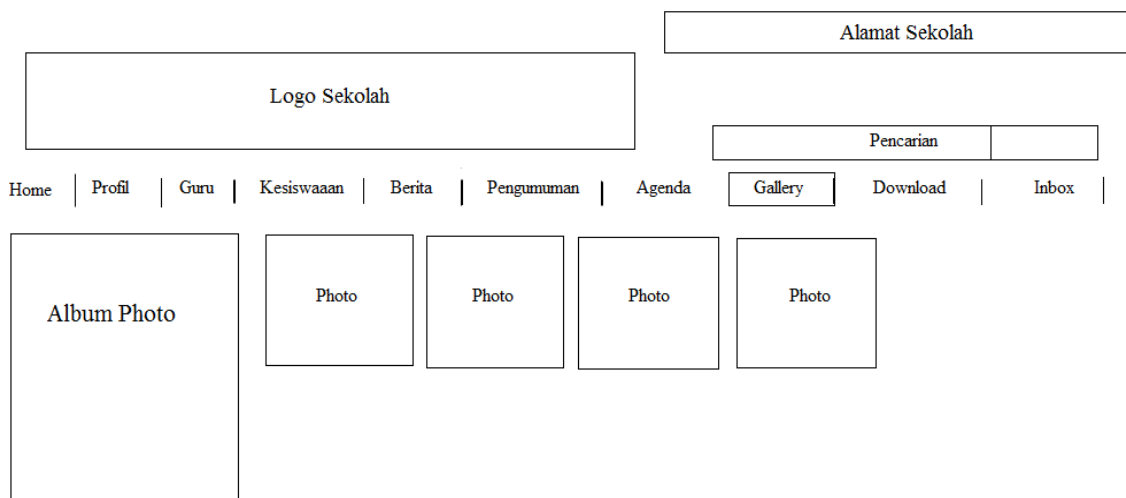 Alamat Sekolah
Logo Sekolah
Pencarian
Home Profil Guru Kesiswaaan Berita Pengumuman Agenda Gallery Download Inbox
Album Photo
Photo Photo Photo Photo